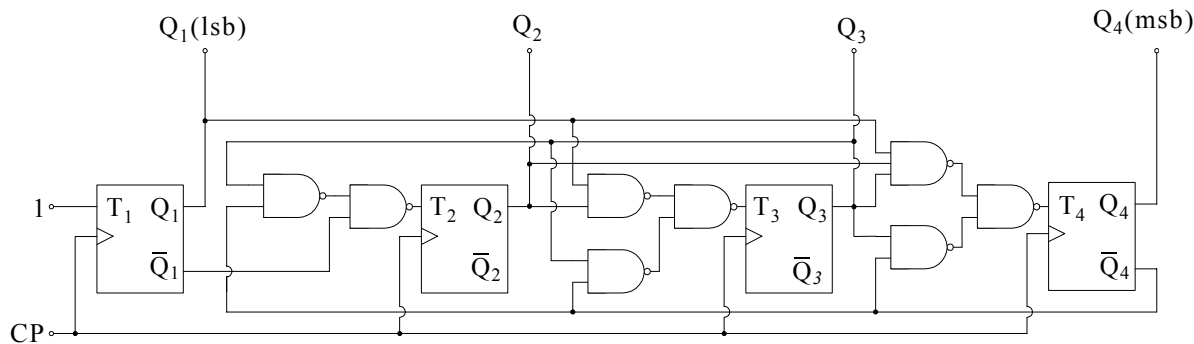 Q₁(lsb) Q₂ Q₃ Q₄(msb)
1 T₁ Q₁ T₂ Q₂ T₃ Q₃ T₄ Q₄
Q̅₁ Q̅₂ Q̅₃ Q̅₄
CP